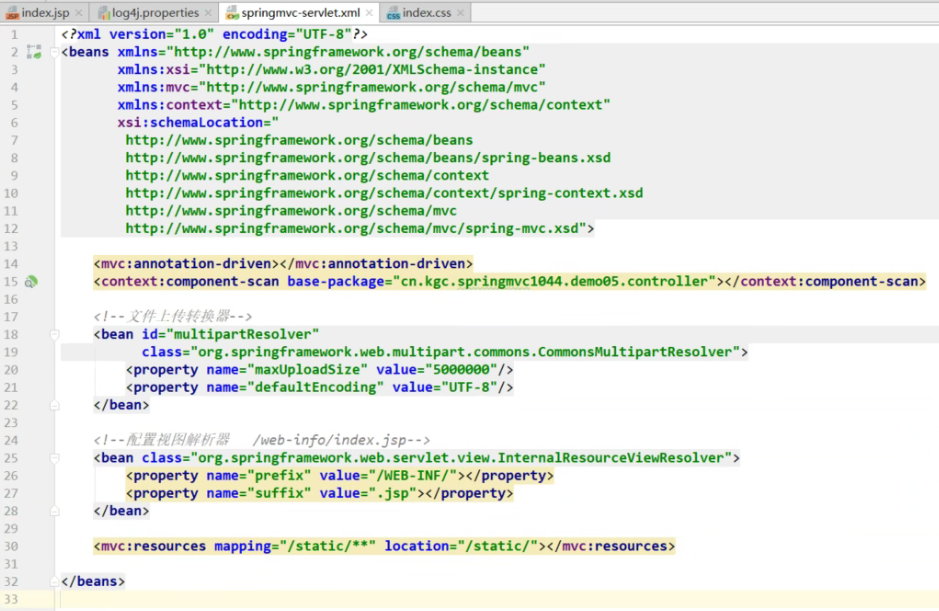 index.jsp log4j.properties springmvc-servlet.xml index.css
1 <?xml version="1.0" encoding="UTF-8"?>
2 <beans xmlns="http://www.springframework.org/schema/beans"
3 xmlns:xsi="http://www.w3.org/2001/XMLSchema-instance"
4 xmlns:mvc="http://www.springframework.org/schema/mvc"
5 xmlns:context="http://www.springframework.org/schema/context"
6 xsi:schemaLocation="
7 http://www.springframework.org/schema/beans
8 http://www.springframework.org/schema/beans/spring-beans.xsd
9 http://www.springframework.org/schema/context
10 http://www.springframework.org/schema/context/spring-context.xsd
11 http://www.springframework.org/schema/mvc
12 http://www.springframework.org/schema/mvc/spring-mvc.xsd">
13
14 <mvc:annotation-driven></mvc:annotation-driven>
15 <context:component-scan base-package="cn.kgc.springmvc1044.demo05.controller"></context:component-scan>
16
17 <!--文件上传转换器-->
18 <bean id="multipartResolver"
19 class="org.springframework.web.multipart.commons.CommonsMultipartResolver">
20 <property name="maxUploadSize" value="5000000"/>
21 <property name="defaultEncoding" value="UTF-8"/>
22 </bean>
23
24 <!--配置视图解析器 /web-info/index.jsp-->
25 <bean class="org.springframework.web.servlet.view.InternalResourceViewResolver">
26 <property name="prefix" value="/WEB-INF/"></property>
27 <property name="suffix" value=".jsp"></property>
28 </bean>
29
30 <mvc:resources mapping="/static/**" location="/static/"></mvc:resources>
31
32 </beans>
33